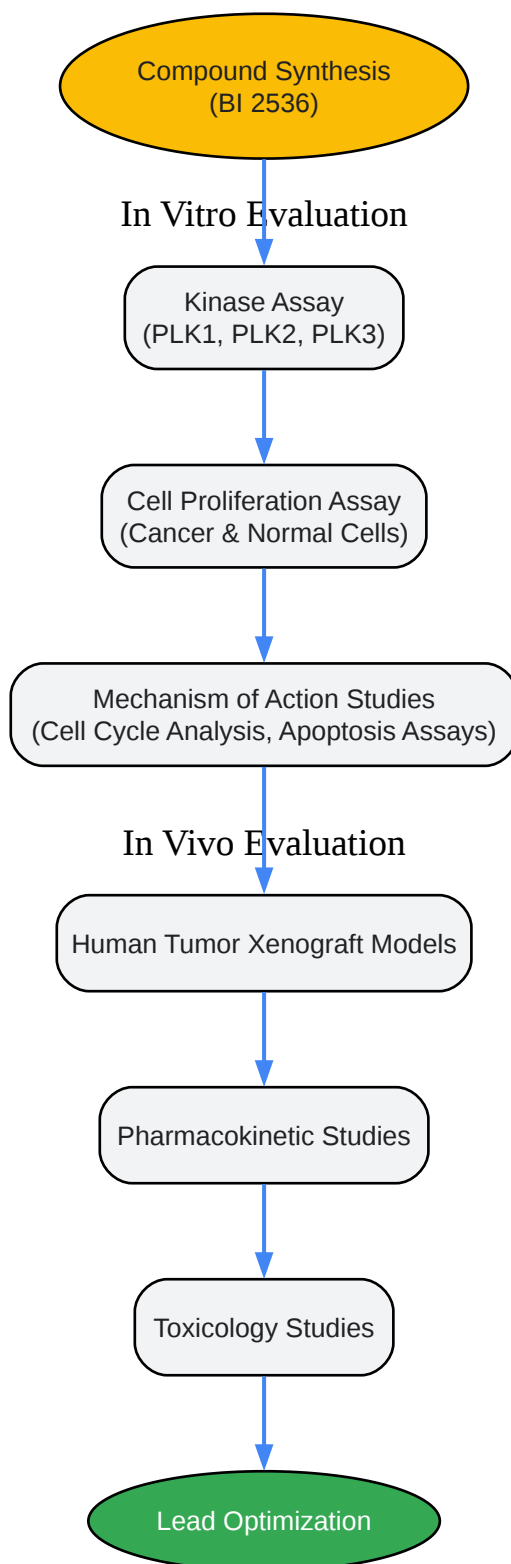 Compound Synthesis
(BI 2536)
In Vitro Evaluation
Kinase Assay
(PLK1, PLK2, PLK3)
Cell Proliferation Assay
(Cancer & Normal Cells)
Mechanism of Action Studies
(Cell Cycle Analysis, Apoptosis Assays)
In Vivo Evaluation
Human Tumor Xenograft Models
Pharmacokinetic Studies
Toxicology Studies
Lead Optimization